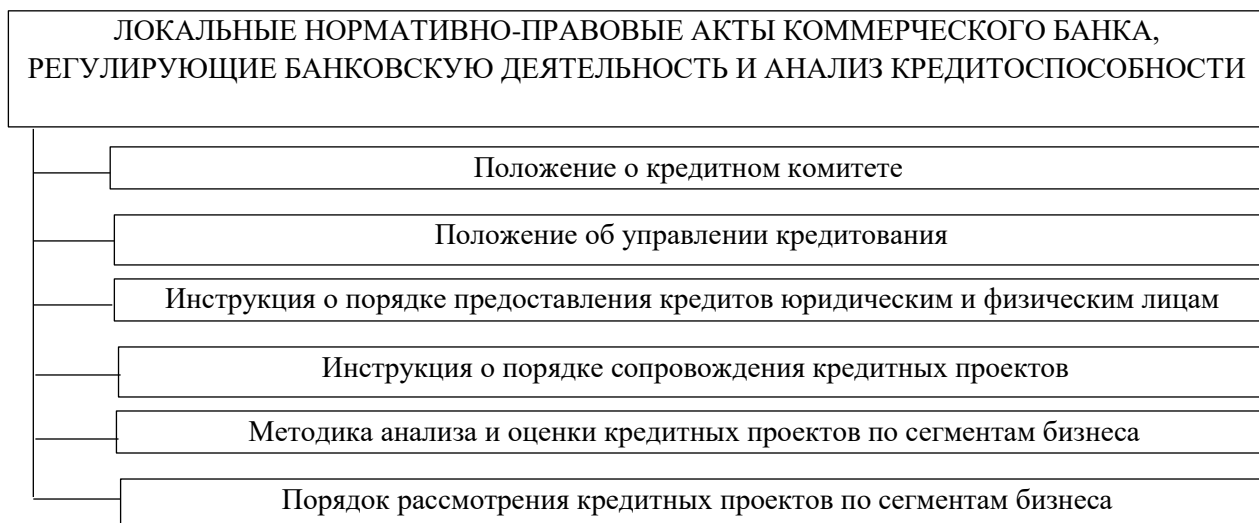 ЛОКАЛЬНЫЕ НОРМАТИВНО-ПРАВОВЫЕ АКТЫ КОММЕРЧЕСКОГО БАНКА,
РЕГУЛИРУЮЩИЕ БАНКОВСКУЮ ДЕЯТЕЛЬНОСТЬ И АНАЛИЗ КРЕДИТОСПОСОБНОСТИ
Положение о кредитном комитете
Положение об управлении кредитования
Инструкция о порядке предоставления кредитов юридическим и физическим лицам
Инструкция о порядке сопровождения кредитных проектов
Методика анализа и оценки кредитных проектов по сегментам бизнеса
Порядок рассмотрения кредитных проектов по сегментам бизнеса